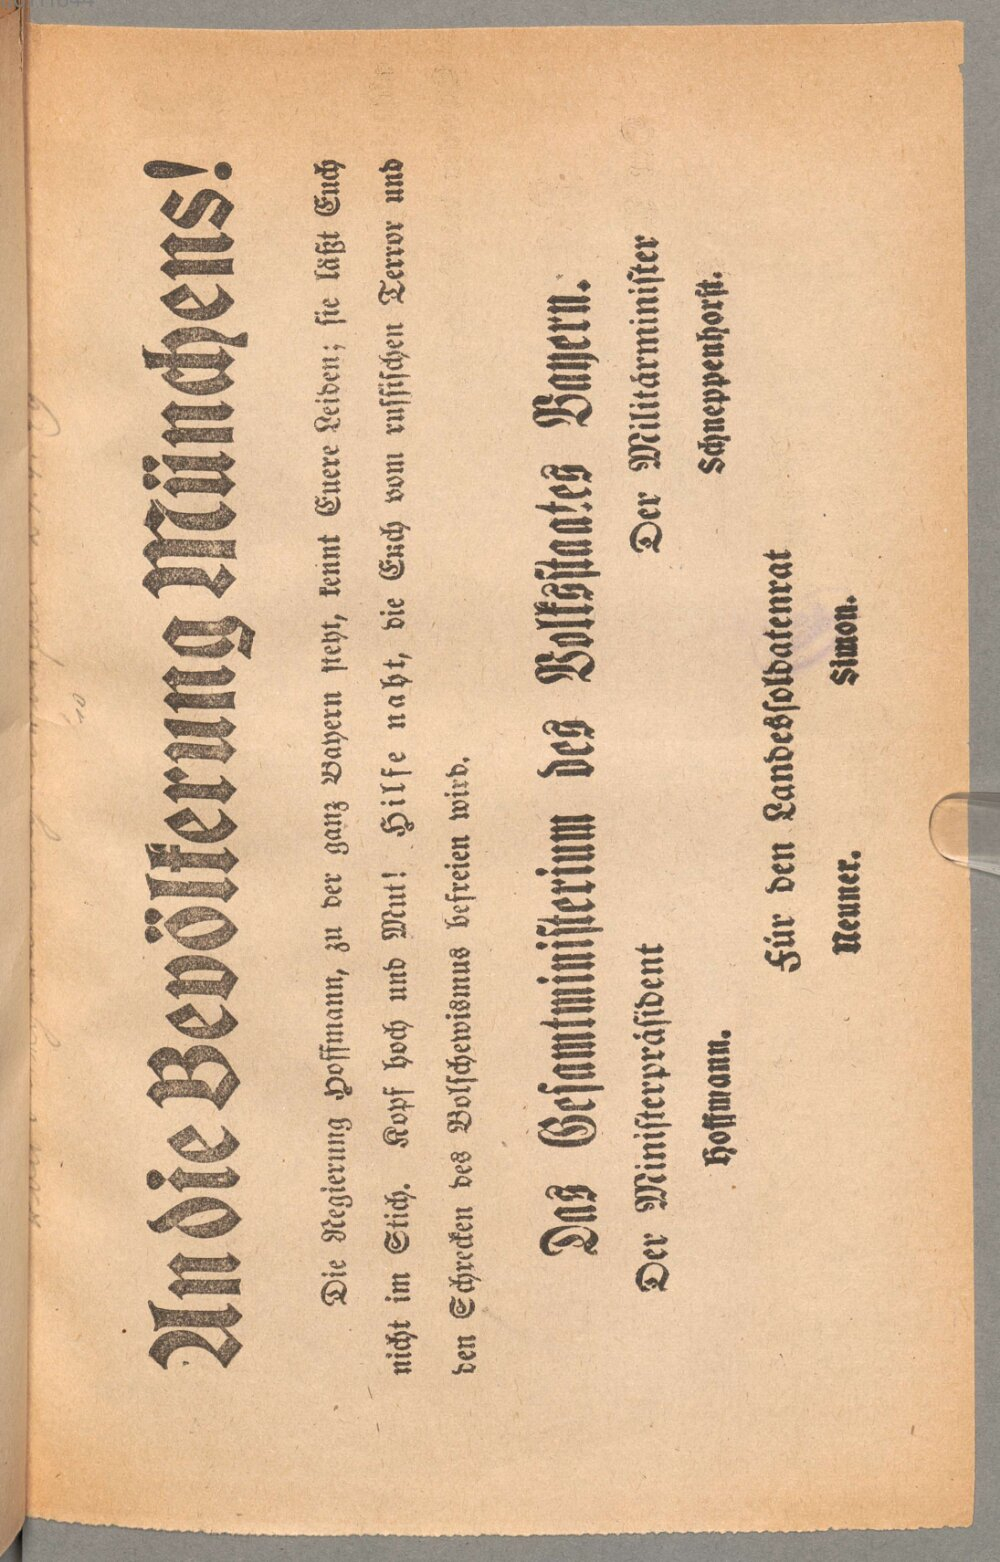 An die Bevölkerung Münchens!
Die Regierung Hoffmann, zu der ganz Bayern steht, kennt Euere Leiden; sie läßt Euch
nicht im Stich. Kopf hoch und Mut! Hilfe naht, die Euch vom russischen Terror und
den Schrecken des Bolschewismus befreien wird.
Das Gesamtministerium des Volksstaates Bayern.
Der Ministerpräsident Der Militärminister
Hoffmann. Schneppenhorst.
Für den Landessoldatenrat
Neuner. Simon.